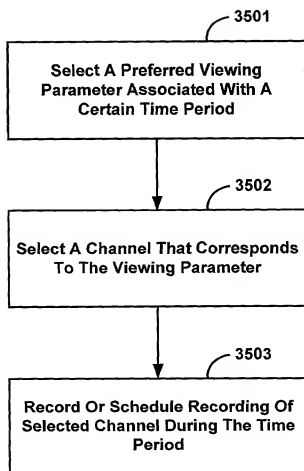 3501
Select A Preferred Viewing
Parameter Associated With A
Certain Time Period
3502
Select A Channel That Corresponds
To The Viewing Parameter
3503
Record Or Schedule Recording Of
Selected Channel During The Time
Period